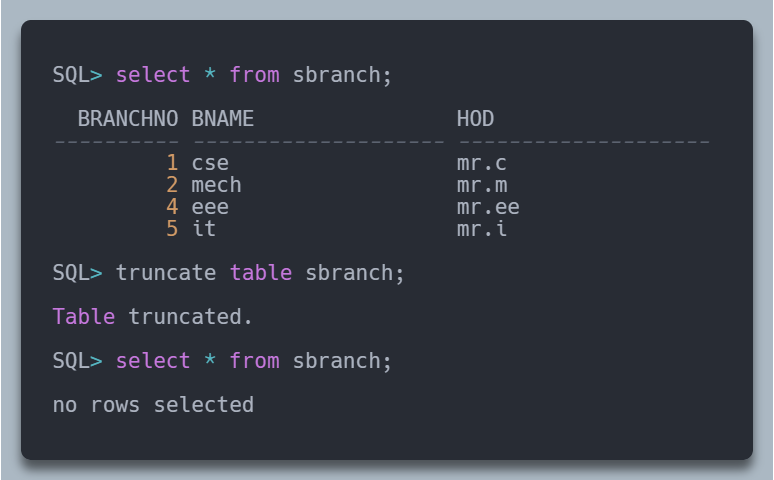 SQL> select * from sbranch;
  BRANCHNO BNAME                HOD
---------- -------------------- --------------------
         1 cse                  mr.c
         2 mech                 mr.m
         4 eee                  mr.ee
         5 it                   mr.i
SQL> truncate table sbranch;
Table truncated.
SQL> select * from sbranch;
no rows selected